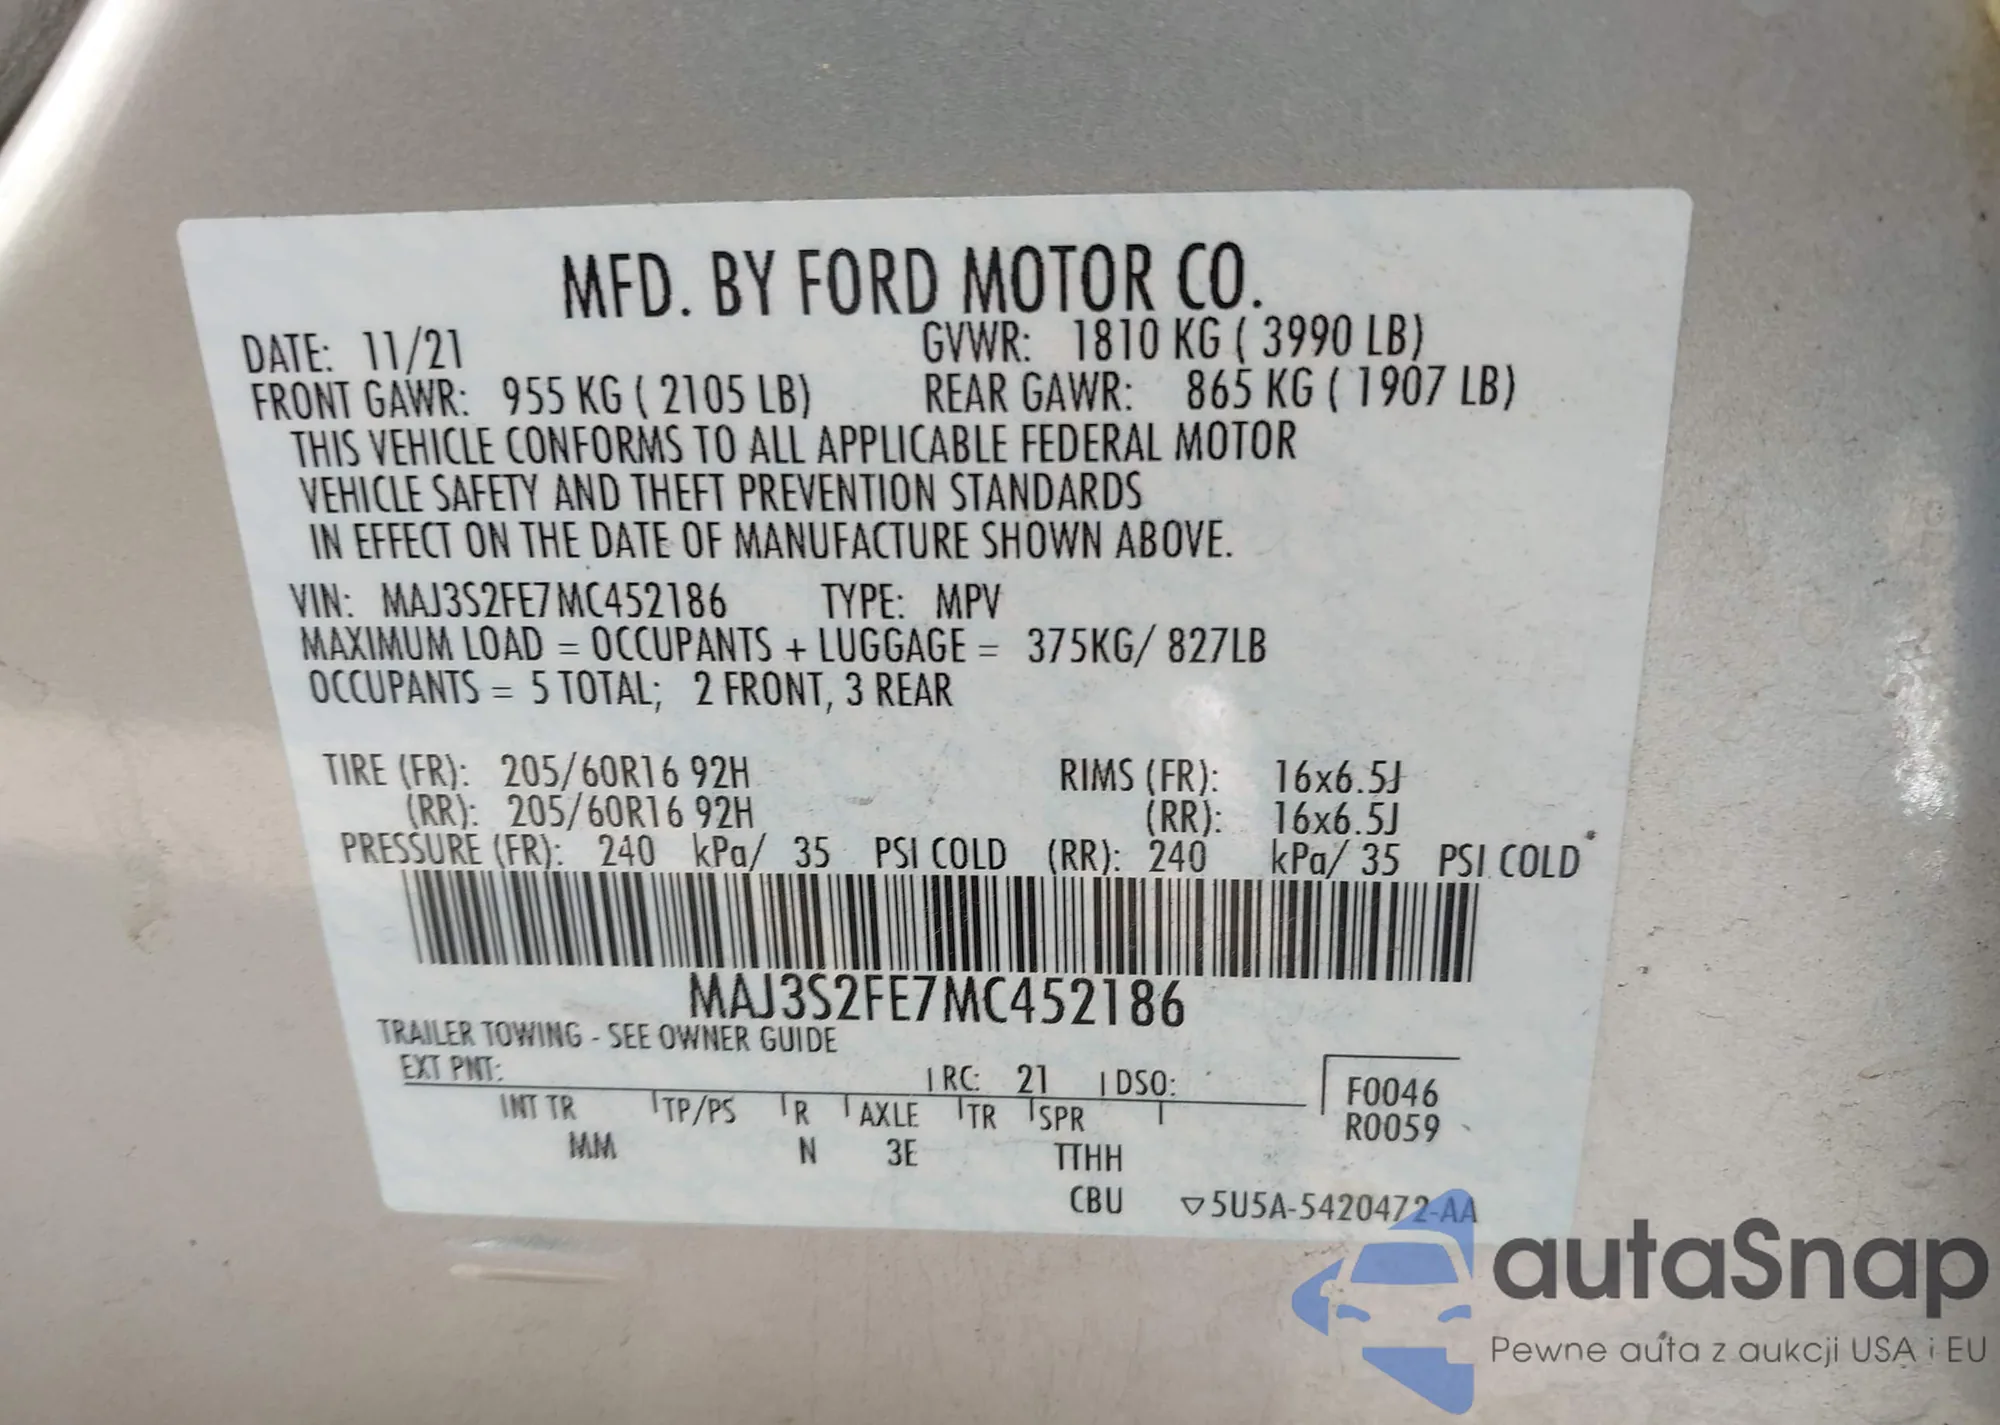 MFD. BY FORD MOTOR CO.
DATE: 11/21 GVWR: 1810 KG ( 3990 LB)
FRONT GAWR: 955 KG ( 2105 LB) REAR GAWR: 865 KG ( 1907 LB)
THIS VEHICLE CONFORMS TO ALL APPLICABLE FEDERAL MOTOR
VEHICLE SAFETY AND THEFT PREVENTION STANDARDS
IN EFFECT ON THE DATE OF MANUFACTURE SHOWN ABOVE.
VIN: MAJ3S2FE7MC452186 TYPE: MPV
MAXIMUM LOAD = OCCUPANTS + LUGGAGE = 375KG/ 827LB
OCCUPANTS = 5 TOTAL; 2 FRONT, 3 REAR
TIRE (FR): 205/60R16 92H RIMS (FR): 16x6.5J
(RR): 205/60R16 92H (RR): 16x6.5J
PRESSURE (FR): 240 kPa/ 35 PSI COLD (RR): 240 kPa/ 35 PSI COLD
MAJ3S2FE7MC452186
TRAILER TOWING - SEE OWNER GUIDE
EXT PNT: RC: 21 DSO: F0046
INT TR TP/PS R AXLE TR SPR R0059
MM N 3E TTHH
CBU ▽5U5A-5420472-AA
autaSnap
Pewne auta z aukcji USA i EU